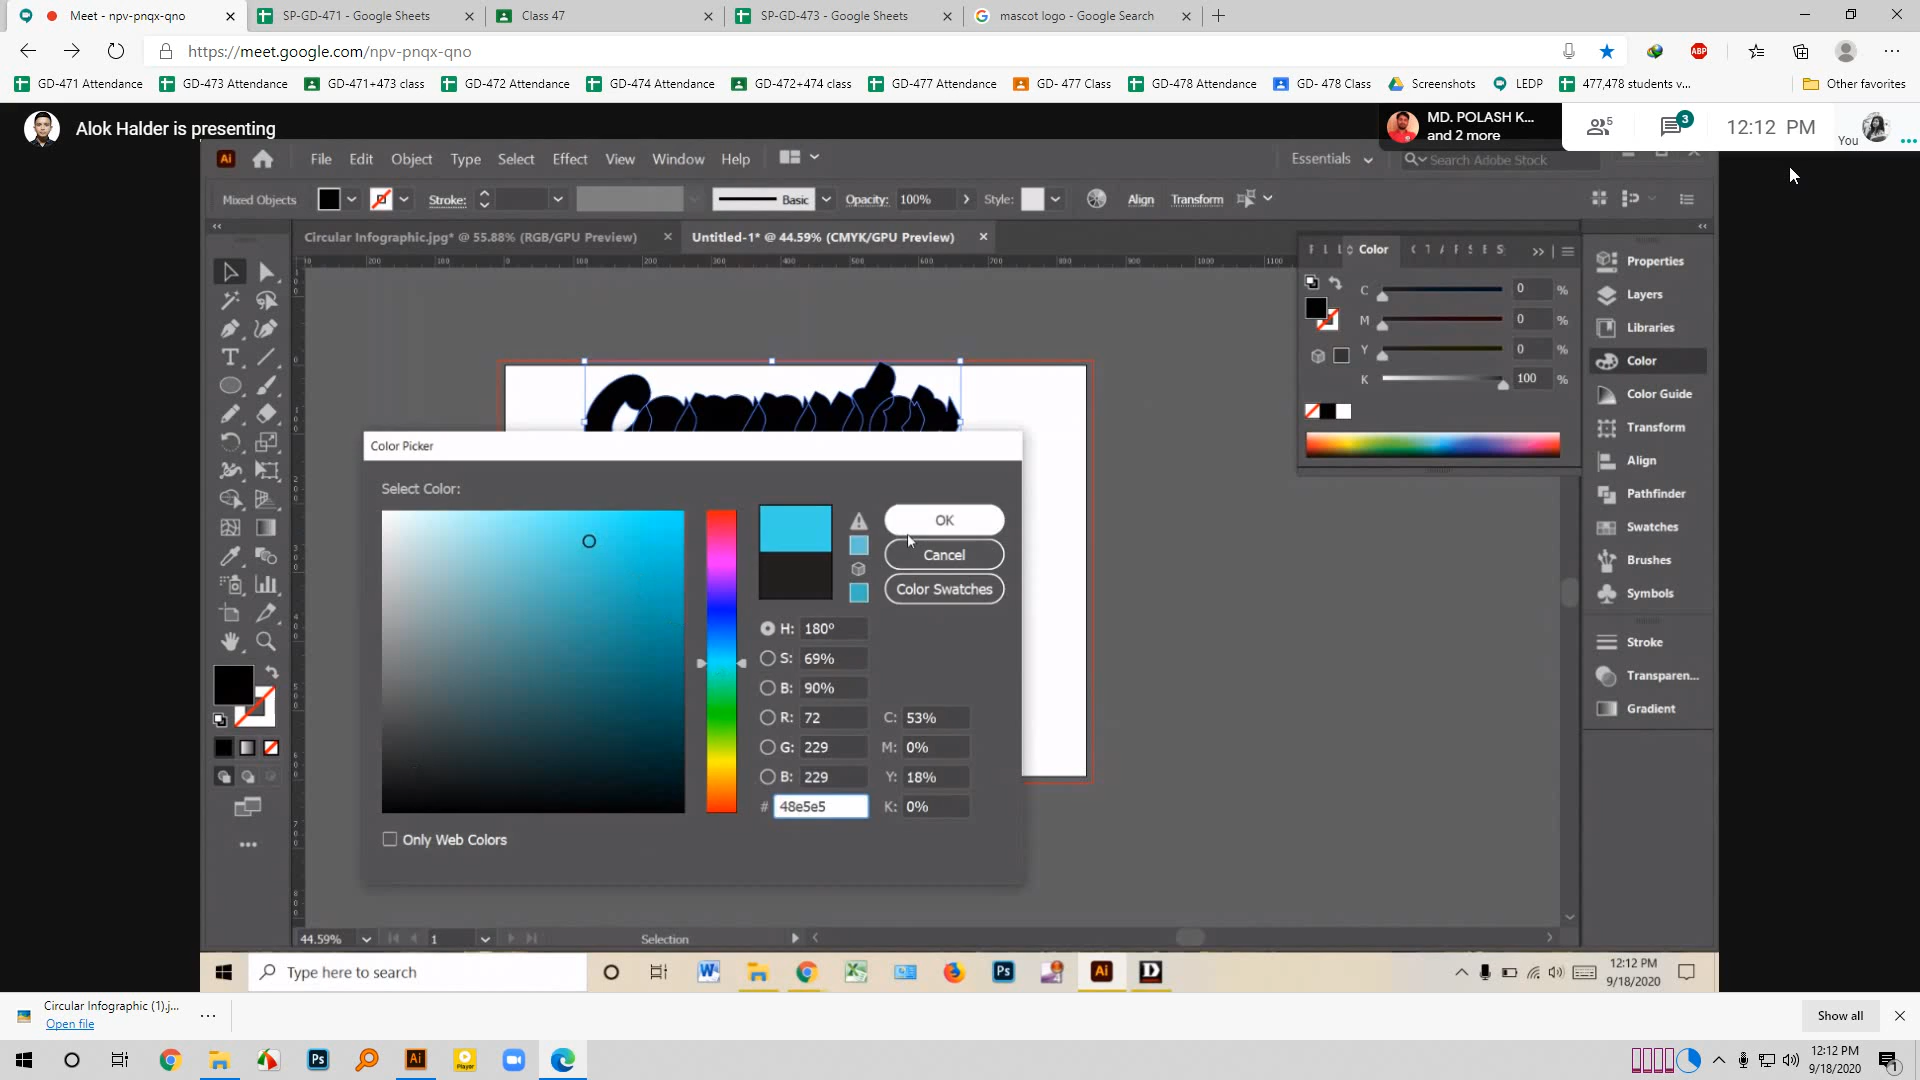 Meet - npv-pnqx-qno
SP-GD-471 - Google Sheets
Class 47
SP-GD-473 - Google Sheets
mascot logo - Google Search
https://meet.google.com/npv-pnqx-qno
ABP
GD-471 Attendance
GD-473 Attendance
GD-471+473 class
GD-472 Attendance
GD-474 Attendance
GD-472+474 class
GD-477 Attendance
GD- 477 Class
GD-478 Attendance
GD- 478 Class
Screenshots
LEDP
477,478 students v...
Other favorites
Alok Halder is presenting
MD. POLASH K...
and 2 more
5
3
12:12 PM
You
Ai
File Edit Object Type Select Effect View Window Help
Essentials
Search Adobe Stock
Mixed Objects
Stroke:
Basic
Opacity: 100%
Style:
Align
Transform
Circular Infographic.jpg* @ 55.88% (RGB/GPU Preview)
Untitled-1* @ 44.59% (CMYK/GPU Preview)
Color
C 0 %
M 0 %
Y 0 %
K 100 %
Properties
Layers
Libraries
Color
Color Guide
Transform
Align
Pathfinder
Swatches
Brushes
Symbols
Stroke
Transparen...
Gradient
Color Picker
Select Color:
OK
Cancel
Color Swatches
H: 180º
S: 69%
B: 90%
R: 72
C: 53%
G: 229
M: 0%
B: 229
Y: 18%
# 48e5e5
K: 0%
Only Web Colors
44.59%
1
Selection
Type here to search
12:12 PM
9/18/2020
Circular Infographic (1).j...
Open file
Show all
12:12 PM
9/18/2020